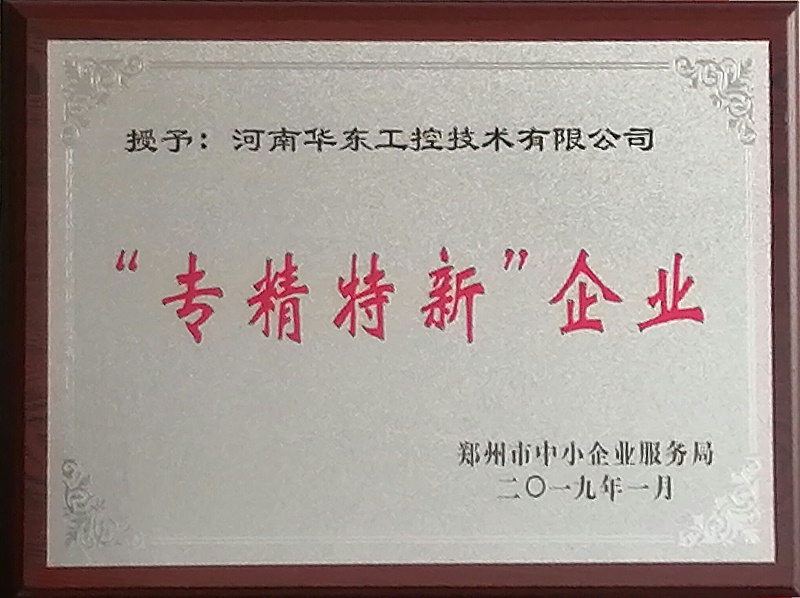 授予：河南华东工控技术有限公司
“专精特新”企业
郑州市中小企业服务局
二〇一九年一月